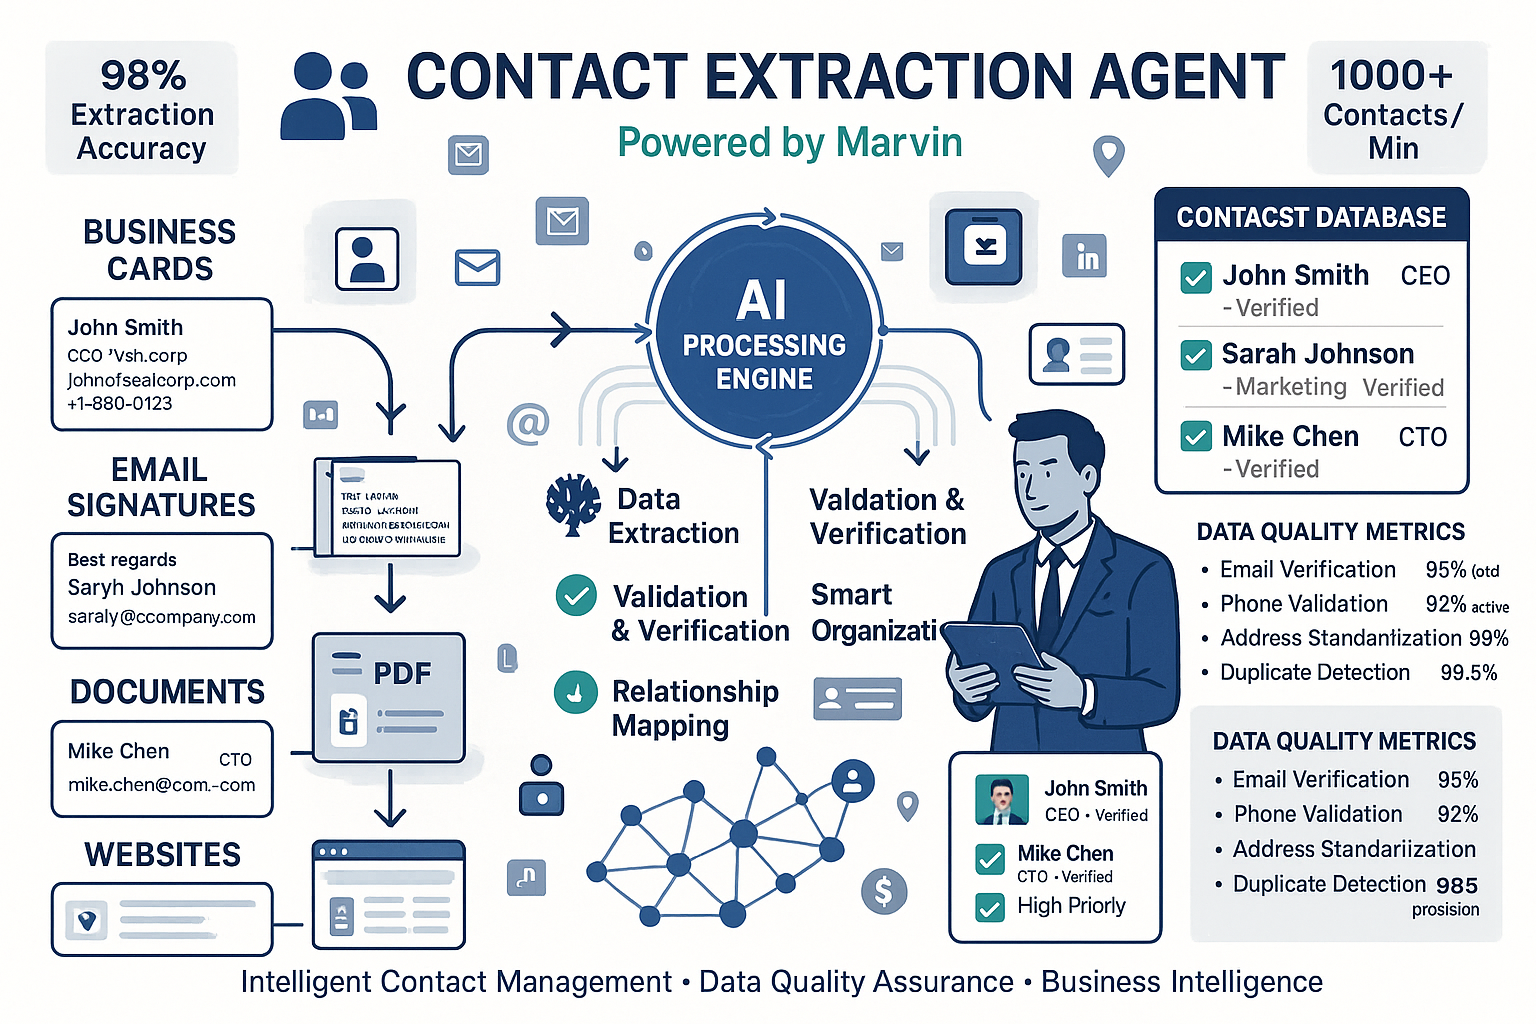 98%
Extraction
Accuracy
CONTACT EXTRACTION AGENT
Powered by Marvin
1000+
Contacts/
Min
BUSINESS
CARDS
John Smith
CCO 'Vsh.corp
Johnofsealcorp.com
+1-880-0123
EMAIL
SIGNATURES
Best regards
Saryh Johnson
saraly@ccompany.com
DOCUMENTS
Mike Chen
CTO
mike.chen@com.-com
WEBSITES
PDF
@
in
AI
PROCESSING
ENGINE
Data
Extraction
Validation
& Verification
Relationship
Mapping
Valdation &
Verification
Smart
Organizati
$
CONTACST DATABASE
John Smith CEO
- Verified
Sarah Johnson
- Marketing Verified
Mike Chen CTO
- Verified
DATA QUALITY METRICS
• Email Verification 95% (otd
• Phone Validation 92% active
• Address Standantization 99%
• Duplicate Detection 99.5%
DATA QUALITY METRICS
• Email Verification 95%
• Phone Validation 92%
• Address Standariization
• Duplicate Detection 985
prosision
John Smith
CEO • Verified
Mike Chen
CTO • Verified
High Priorly
Intelligent Contact Management • Data Quality Assurance • Business Intelligence